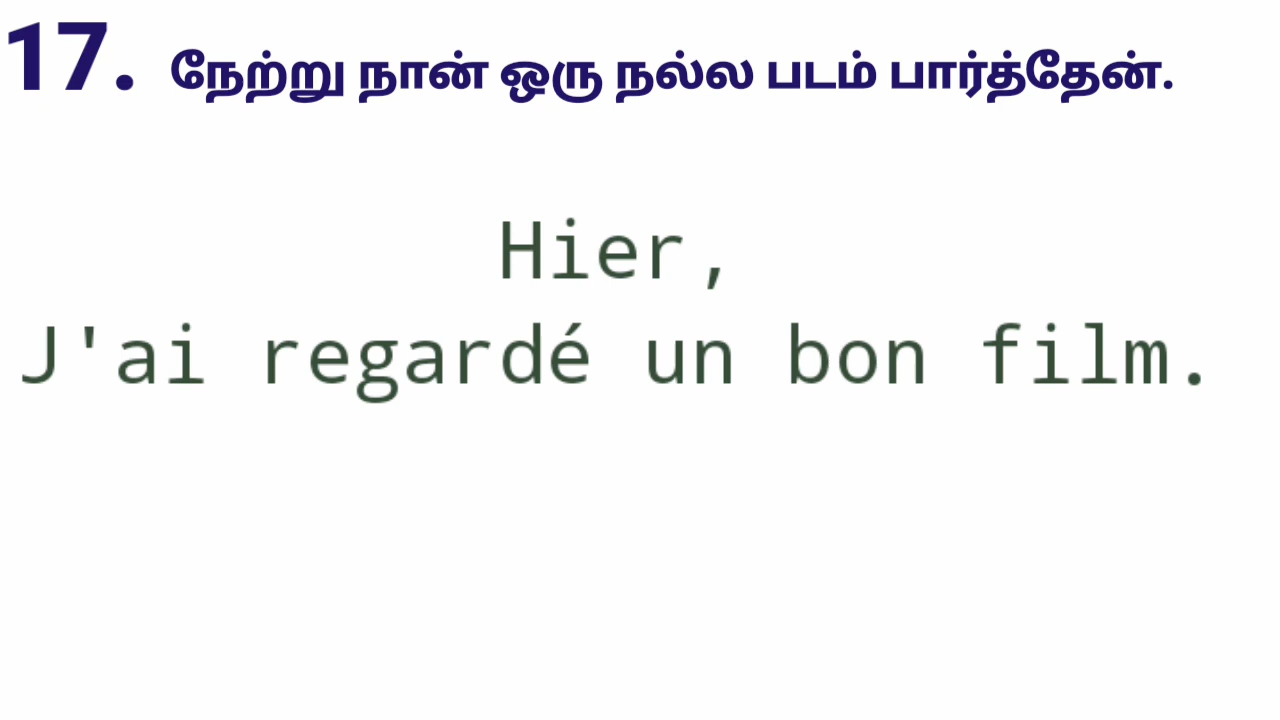 17. நேற்று நான் ஒரு நல்ல படம் பார்த்தேன்.
Hier,
J'ai regardé un bon film.